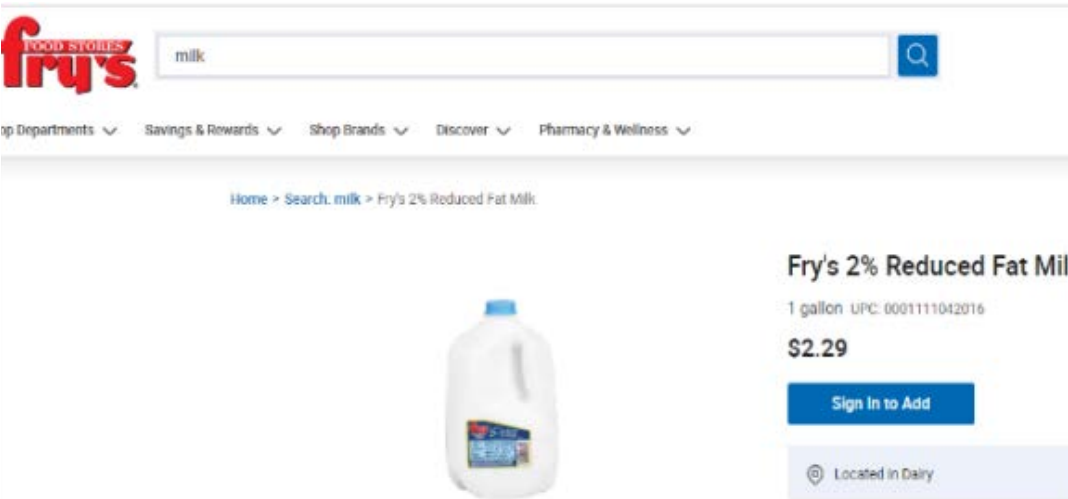 FOOD STORES
fry's
milk
op Departments Savings & Rewards Shop Brands Discover Pharmacy & Wellness
Home > Search: milk > Fry's 2% Reduced Fat Milk
Fry's 2% Reduced Fat Mil
1 gallon UPC: 0001111042016
$2.29
Sign In to Add
Located in Dairy